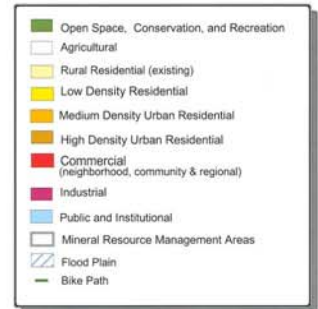 Open Space, Conservation, and Recreation
Agricultural
Rural Residential (existing)
Low Density Residential
Medium Density Urban Residential
High Density Urban Residential
Commercial
(neighborhood, community & regional)
Industrial
Public and Institutional
Mineral Resource Management Areas
Flood Plain
Bike Path